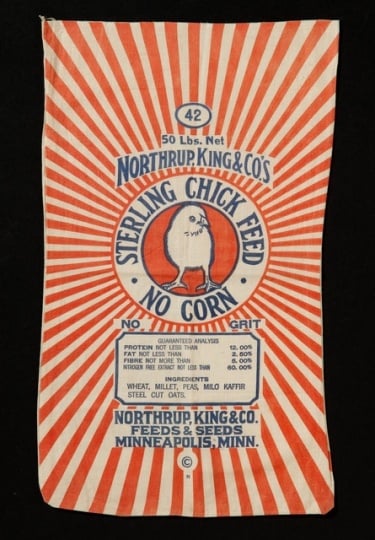 42
50 Lbs. Net
NORTHRUP, KING & CO'S
STERLING CHICK FEED
· NO CORN ·
NO GRIT
GUARANTEED ANALYSIS
PROTEIN NOT LESS THAN 12.00%
FAT NOT LESS THAN 2.50%
FIBRE NOT MORE THAN 5.00%
NITROGEN FREE EXTRACT NOT LESS THAN 60.00%
INGREDIENTS
WHEAT, MILLET, PEAS, MILO KAFFIR
STEEL CUT OATS.
NORTHRUP, KING & CO.
FEEDS & SEEDS
MINNEAPOLIS, MINN.
©